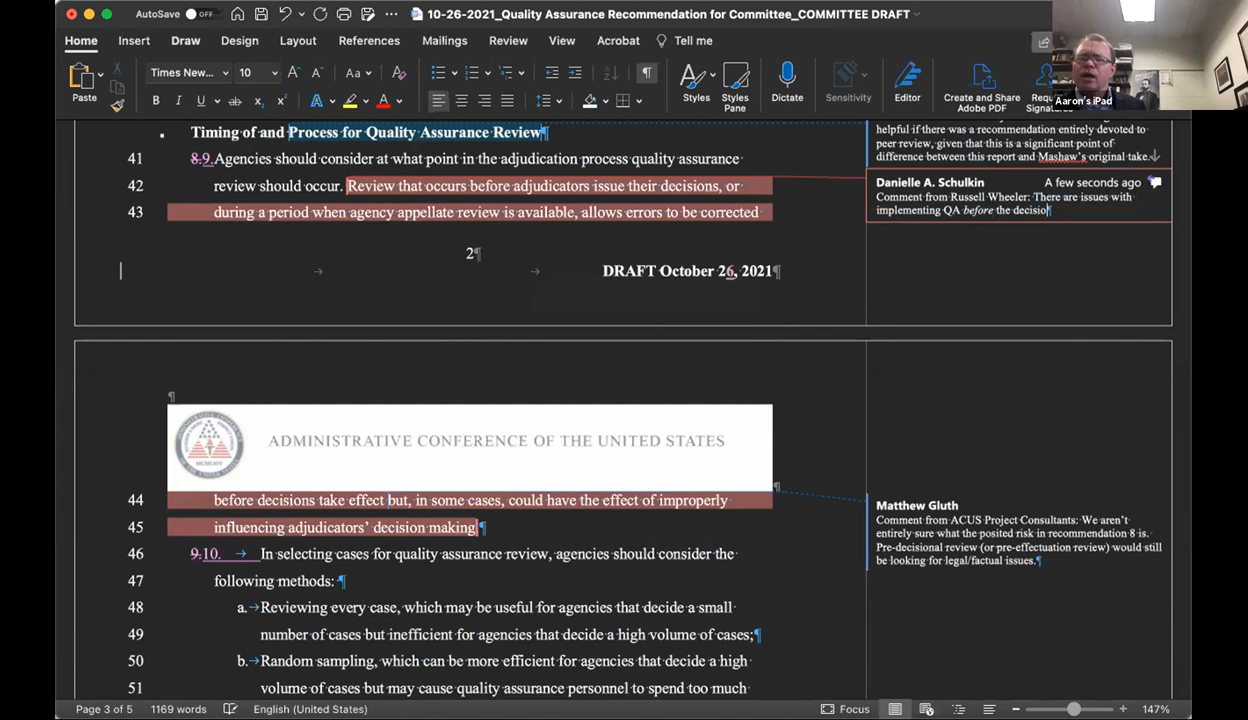 AutoSave OFF 10-26-2021_Quality Assurance Recommendation for Committee_COMMITTEE DRAFT
Home Insert Draw Design Layout References Mailings Review View Acrobat Tell me
Paste Times New... 10 Aa Styles Styles Pane Dictate Sensitivity Editor Create and Share Adobe PDF Signatures
Aaron's iPad
Timing of and Process for Quality Assurance Review¶
41 8.9. Agencies should consider at what point in the adjudication process quality assurance
42 review should occur. Review that occurs before adjudicators issue their decisions, or
43 during a period when agency appellate review is available, allows errors to be corrected
2¶
DRAFT October 26, 2021¶
helpful if there was a recommendation entirely devoted to
peer review, given that this is a significant point of
difference between this report and Mashaw's original take.
Danielle A. Schulkin A few seconds ago
Comment from Russell Wheeler: There are issues with
implementing QA before the decisio¶
¶
ADMINISTRATIVE CONFERENCE OF THE UNITED STATES
¶
44 before decisions take effect but, in some cases, could have the effect of improperly
45 influencing adjudicators' decision making.¶
46 9.10. → In selecting cases for quality assurance review, agencies should consider the
47 following methods: ¶
48 a.→Reviewing every case, which may be useful for agencies that decide a small
49 number of cases but inefficient for agencies that decide a high volume of cases;¶
50 b.→Random sampling, which can be more efficient for agencies that decide a high
51 volume of cases but may cause quality assurance personnel to spend too much
Matthew Gluth
Comment from ACUS Project Consultants: We aren't
entirely sure what the posited risk in recommendation 8 is.
Pre-decisional review (or pre-effectuation review) would still
be looking for legal/factual issues.¶
Page 3 of 5 1169 words English (United States) Focus 147%